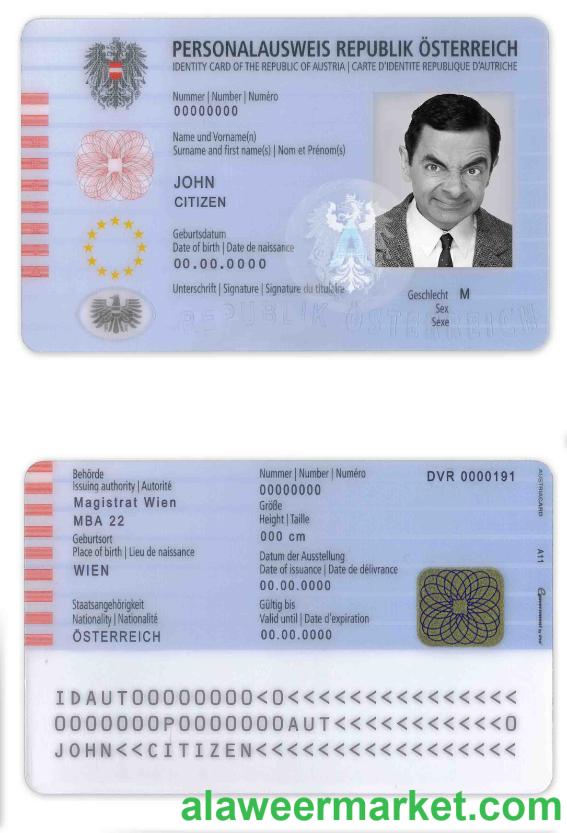 PERSONALAUSWEIS REPUBLIK ÖSTERREICH
IDENTITY CARD OF THE REPUBLIC OF AUSTRIA | CARTE D'IDENTITE REPUBLIQUE D'AUTRICHE
Nummer | Number | Numéro
00000000
Name und Vorname(n)
Surname and first name(s) | Nom et Prénom(s)
JOHN
CITIZEN
Geburtsdatum
Date of birth | Date de naissance
00.00.0000
Unterschrift | Signature | Signature du titulaire
Geschlecht M
Sex
Sexe
REPUBLIK ÖSTERREICH
Behörde
Issuing authority | Autorité
Magistrat Wien
MBA 22
Geburtsort
Place of birth | Lieu de naissance
WIEN
Staatsangehörigkeit
Nationality | Nationalité
ÖSTERREICH
Nummer | Number | Numéro
00000000
Größe
Height | Taille
000 cm
Datum der Ausstellung
Date of issuance | Date de délivrance
00.00.0000
Gültig bis
Valid until | Date d'expiration
00.00.0000
DVR 0000191
AUSTRIACARD
A11
IDAUT00000000<0<<<<<<<<<<<<<<<
0000000P0000000AUT<<<<<<<<<<<0
JOHN<<CITIZEN<<<<<<<<<<<<<<<<<
alaweermarket.com